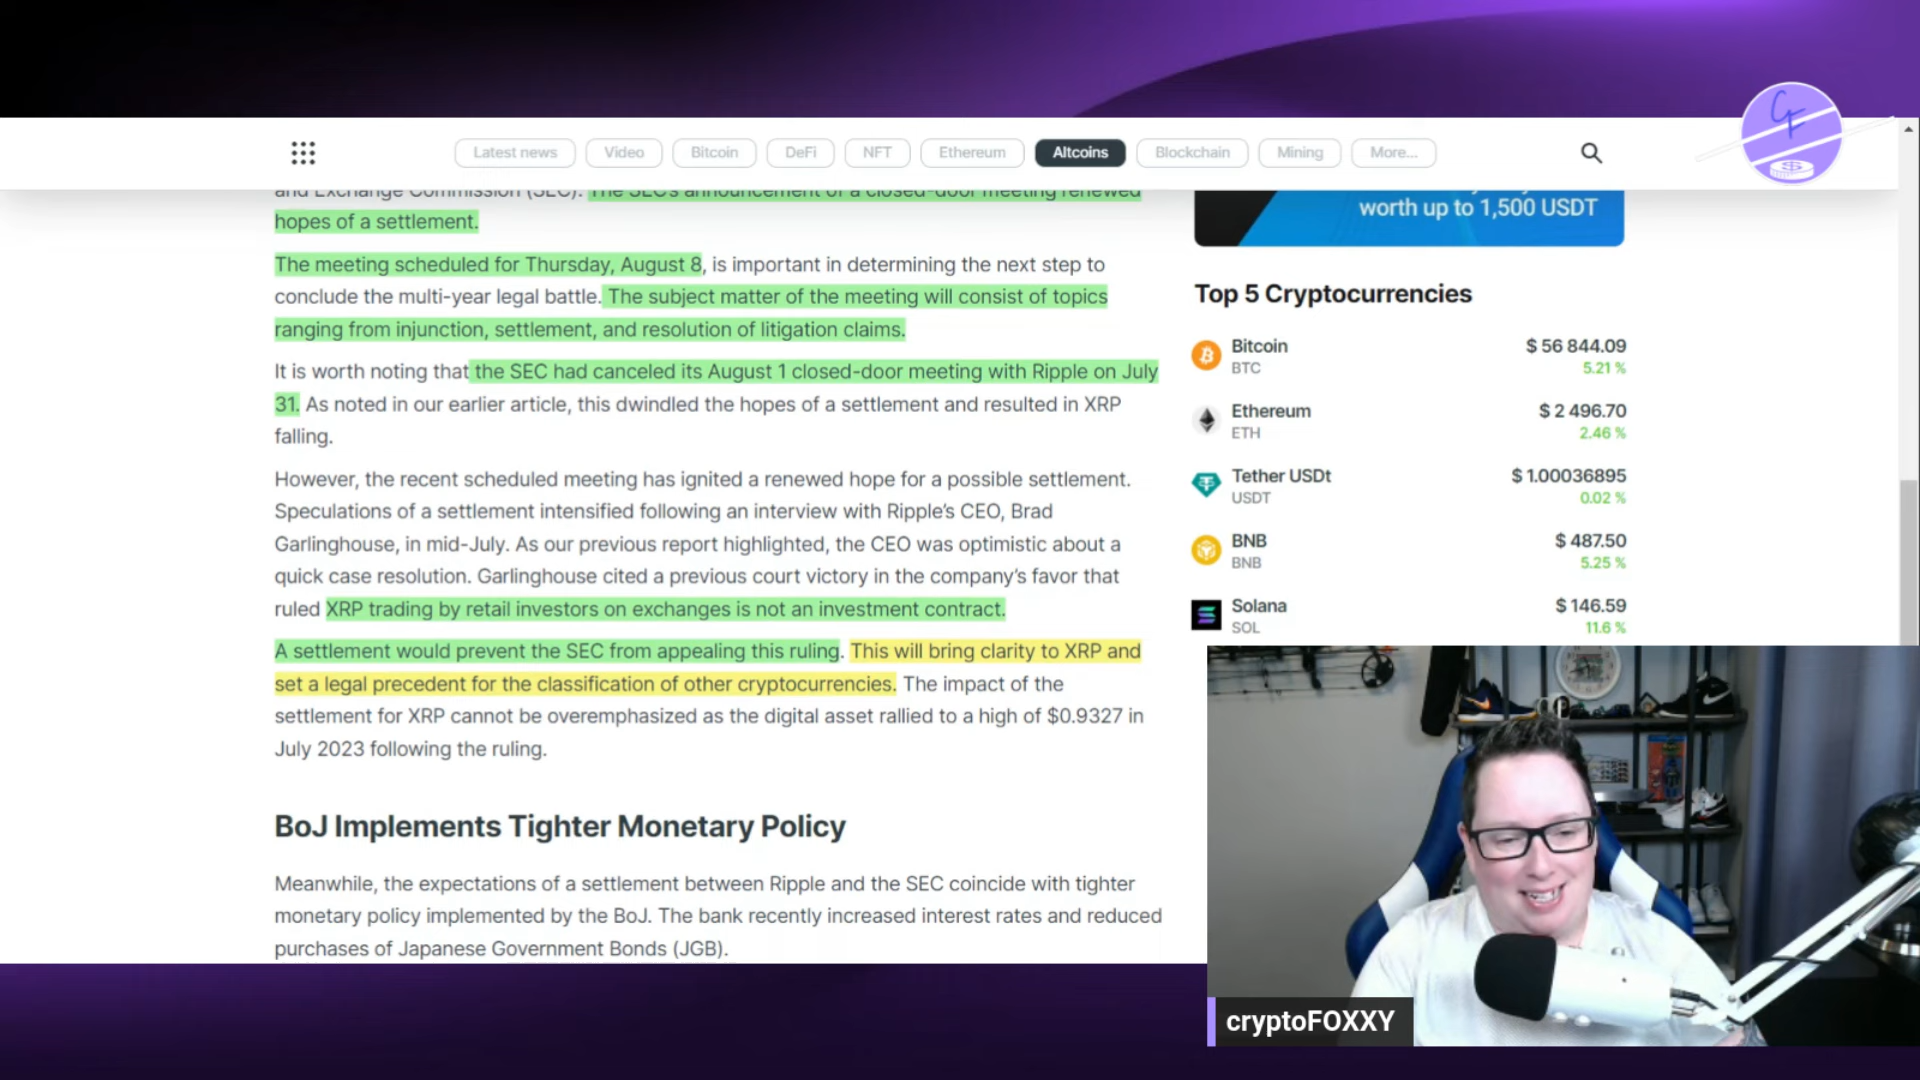 Latest news Video Bitcoin DeFi NFT Ethereum Altcoins Blockchain Mining More...
CF
and Exchange Commission (SEC). The SEC's announcement of a closed-door meeting renewed
hopes of a settlement.
The meeting scheduled for Thursday, August 8, is important in determining the next step to
conclude the multi-year legal battle. The subject matter of the meeting will consist of topics
ranging from injunction, settlement, and resolution of litigation claims.
It is worth noting that the SEC had canceled its August 1 closed-door meeting with Ripple on July
31. As noted in our earlier article, this dwindled the hopes of a settlement and resulted in XRP
falling.
However, the recent scheduled meeting has ignited a renewed hope for a possible settlement.
Speculations of a settlement intensified following an interview with Ripple's CEO, Brad
Garlinghouse, in mid-July. As our previous report highlighted, the CEO was optimistic about a
quick case resolution. Garlinghouse cited a previous court victory in the company's favor that
ruled XRP trading by retail investors on exchanges is not an investment contract.
A settlement would prevent the SEC from appealing this ruling. This will bring clarity to XRP and
set a legal precedent for the classification of other cryptocurrencies. The impact of the
settlement for XRP cannot be overemphasized as the digital asset rallied to a high of $0.9327 in
July 2023 following the ruling.
BoJ Implements Tighter Monetary Policy
Meanwhile, the expectations of a settlement between Ripple and the SEC coincide with tighter
monetary policy implemented by the BoJ. The bank recently increased interest rates and reduced
purchases of Japanese Government Bonds (JGB).
worth up to 1,500 USDT
Top 5 Cryptocurrencies
Bitcoin $ 56 844.09
BTC 5.21 %
Ethereum $ 2 496.70
ETH 2.46 %
Tether USDt $ 1.00036895
USDT 0.02 %
BNB $ 487.50
BNB 5.25 %
Solana $ 146.59
SOL 11.6 %
cryptoFOXXY